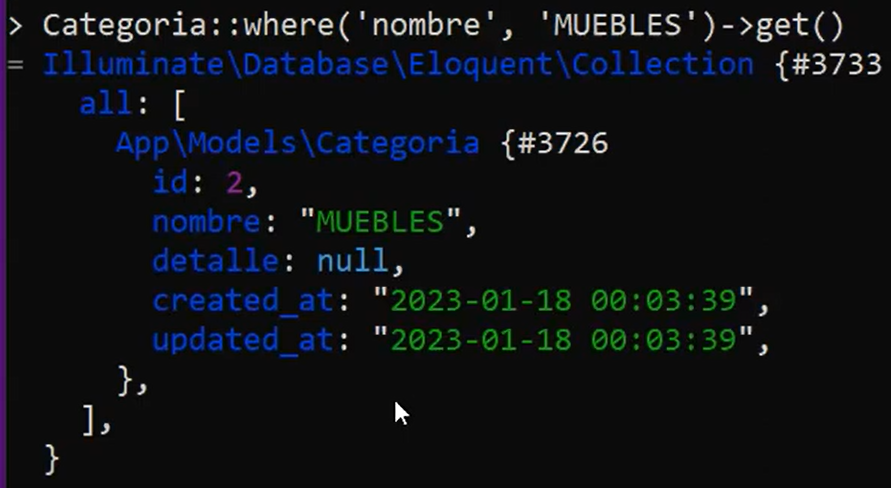 > Categoria::where('nombre', 'MUEBLES')->get()
= Illuminate\Database\Eloquent\Collection {#3733
all: [
App\Models\Categoria {#3726
id: 2,
nombre: "MUEBLES",
detalle: null,
created_at: "2023-01-18 00:03:39",
updated_at: "2023-01-18 00:03:39",
},
],
}